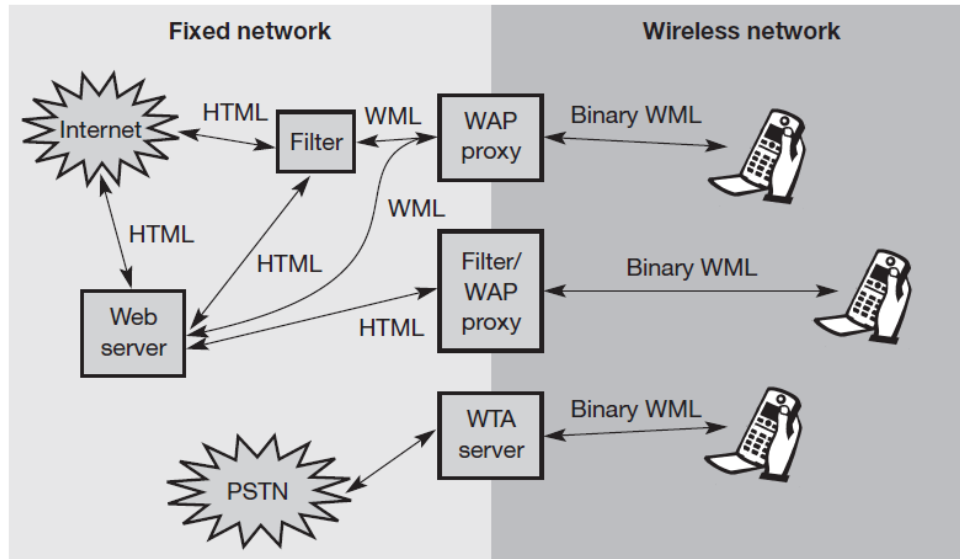 Fixed network
Wireless network
Internet
HTML
Filter
WML
WAP
proxy
Binary WML
HTML
HTML
WML
Web
server
HTML
Filter/
WAP
proxy
Binary WML
PSTN
WTA
server
Binary WML